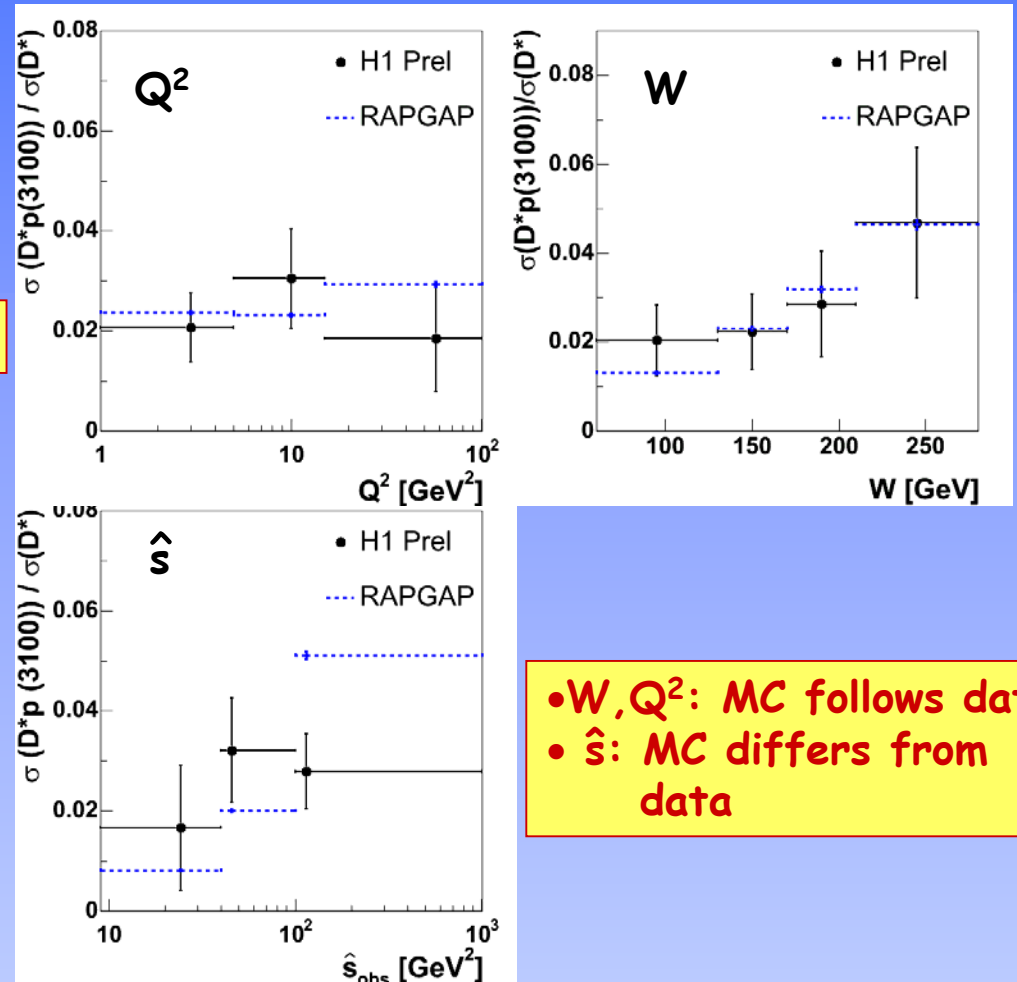 0.08
0.06
0.04
0.02
0
σ (D*p(3100)) / σ(D*)
Q²
H1 Prel
RAPGAP
1
10
10²
Q² [GeV²]
0.08
0.06
0.04
0.02
0
σ(D*p(3100))/σ(D*)
W
H1 Prel
RAPGAP
100
150
200
250
W [GeV]
0.08
0.06
0.04
0.02
0
σ (D*p (3100)) / σ(D*)
ŝ
H1 Prel
RAPGAP
10
10²
10³
ŝobs [GeV²]
•W,Q²: MC follows dat
• ŝ: MC differs from
data